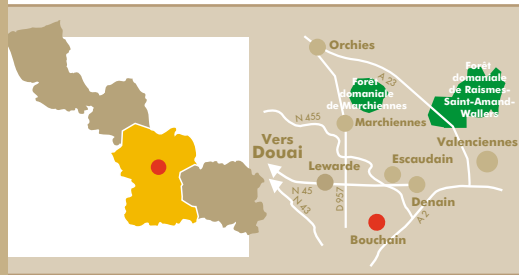 Orchies
Forêt
domaniale
de Marchiennes
A 23
Forêt
domaniale
de Raismes-
Saint-Amand-
Wallers
N 455
Marchiennes
Valenciennes
Vers
Douai
Escaudain
Lewarde
N 45
N 43
D 957
Denain
A 2
Bouchain